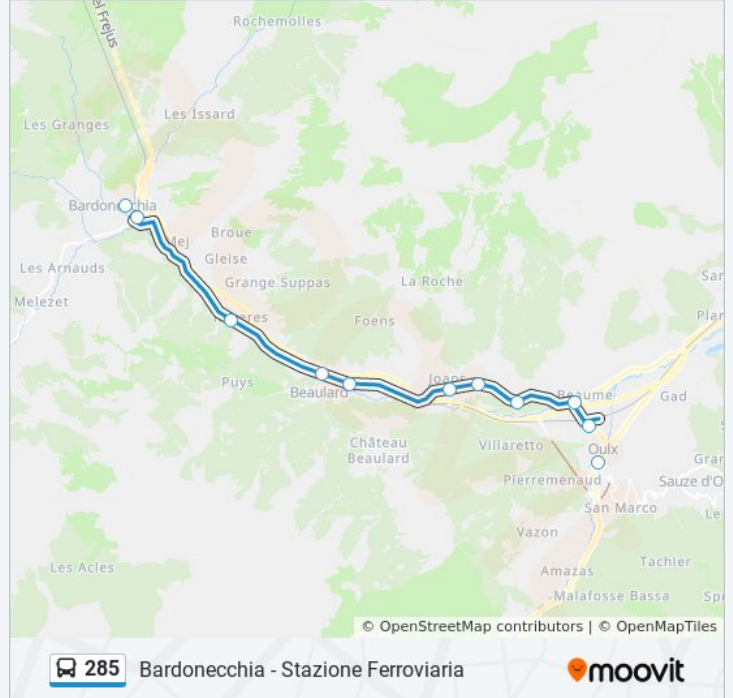 el Frejus
Rochemolles
Les Issard
Les Granges
Bardonecchia
Mej
Broue
Gleise
Les Arnauds
Grange Suppas
La Roche
Melezet
Foens
Puys
Joans
Beaulard
Beaume
Gad
Château
Beaulard
Villaretto
Oulx
Pierremenaud
Sauze d'O
San Marco
Vazon
Tachier
Les Acles
Amazas
Malafosse Bassa
© OpenStreetMap contributors | © OpenMapTiles
285 Bardonecchia - Stazione Ferroviaria
moovit